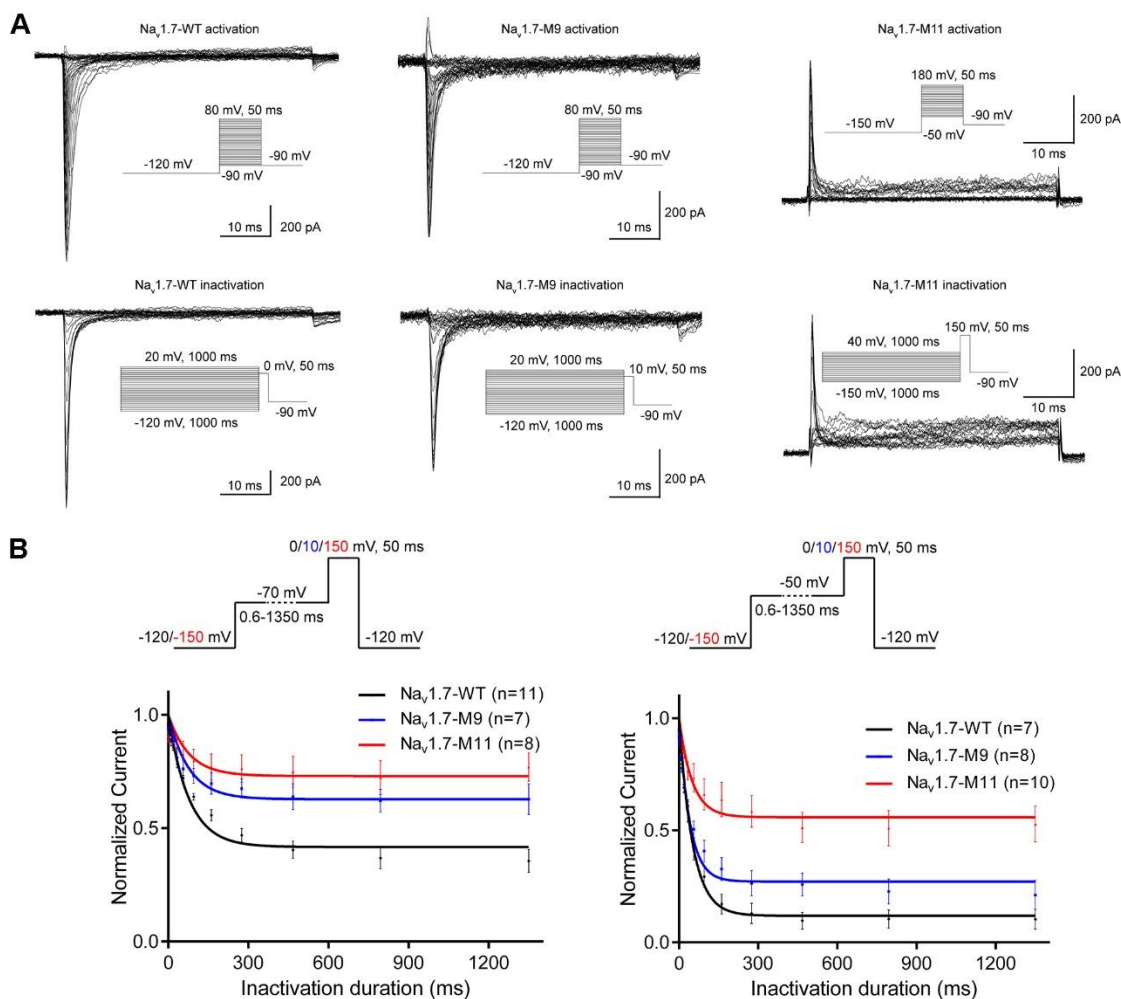 A
Nav1.7-WT activation
80 mV, 50 ms
-120 mV
-90 mV
-90 mV
10 ms
200 pA
Nav1.7-M9 activation
80 mV, 50 ms
-120 mV
-90 mV
-90 mV
10 ms
200 pA
Nav1.7-M11 activation
180 mV, 50 ms
-150 mV
-90 mV
-50 mV
200 pA
10 ms
Nav1.7-WT inactivation
20 mV, 1000 ms
0 mV, 50 ms
-90 mV
-120 mV, 1000 ms
10 ms
200 pA
Nav1.7-M9 inactivation
20 mV, 1000 ms
10 mV, 50 ms
-90 mV
-120 mV, 1000 ms
10 ms
200 pA
Nav1.7-M11 inactivation
150 mV, 50 ms
40 mV, 1000 ms
-90 mV
-150 mV, 1000 ms
200 pA
10 ms
B
0/10/150 mV, 50 ms
-70 mV
0.6-1350 ms
-120/-150 mV
-120 mV
Nav1.7-WT (n=11)
Nav1.7-M9 (n=7)
Nav1.7-M11 (n=8)
Normalized Current
1.0
0.5
0.0
0 300 600 900 1200
Inactivation duration (ms)
0/10/150 mV, 50 ms
-50 mV
0.6-1350 ms
-120/-150 mV
-120 mV
Nav1.7-WT (n=7)
Nav1.7-M9 (n=8)
Nav1.7-M11 (n=10)
Normalized Current
1.0
0.5
0.0
0 300 600 900 1200
Inactivation duration (ms)